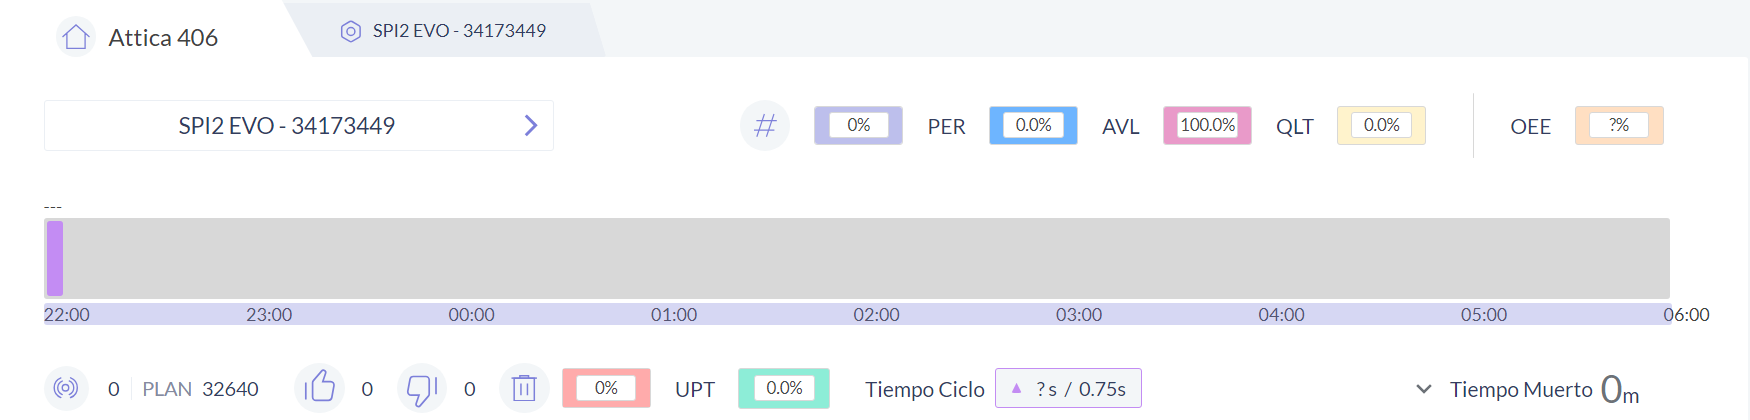 Attica 406 SPI2 EVO - 34173449
SPI2 EVO - 34173449 # 0% PER 0.0% AVL 100.0% QLT 0.0% OEE ?%
---
22:00 23:00 00:00 01:00 02:00 03:00 04:00 05:00 06:00
0 PLAN 32640 0 0 0% UPT 0.0% Tiempo Ciclo ▲ ? s / 0.75s Tiempo Muerto 0m